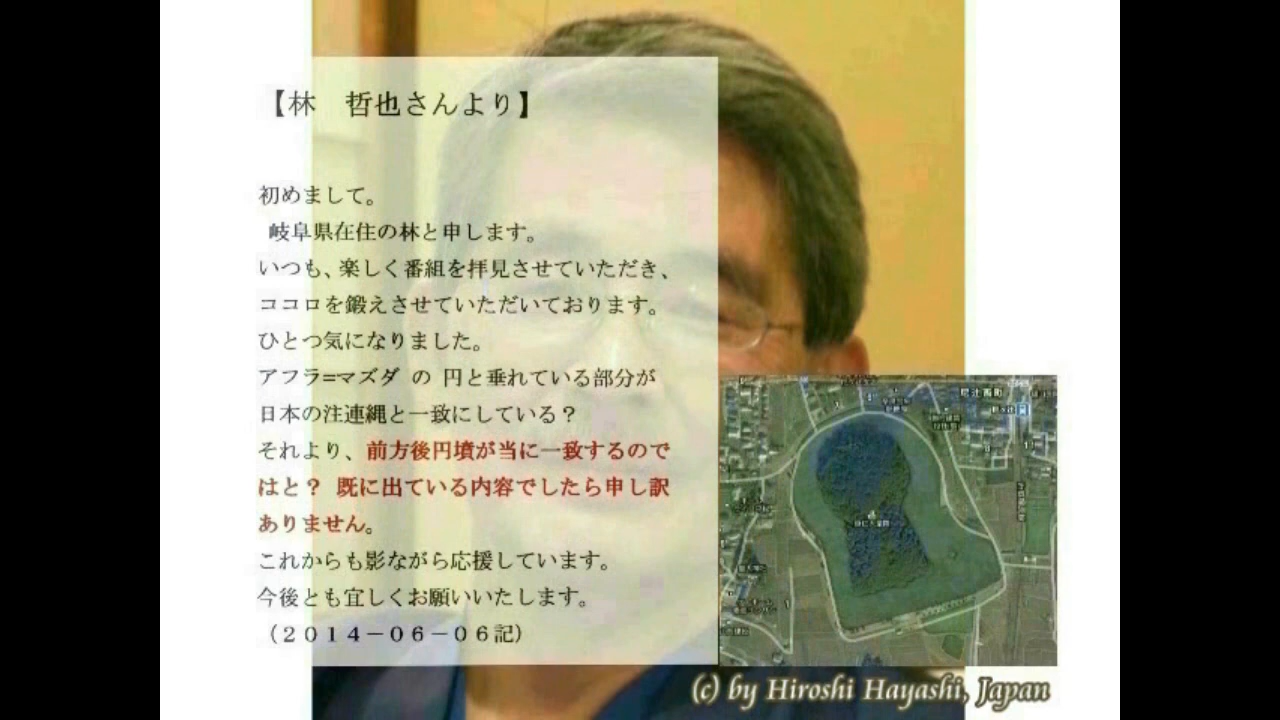 【林　哲也さんより】
初めまして。
岐阜県在住の林と申します。
いつも、楽しく番組を拝見させていただき、
ココロを鍛えさせていただいております。
ひとつ気になりました。
アフラ=マズダ の 円と垂れている部分が
日本の注連縄と一致にしている？
それより、前方後円墳が当に一致するので
はと？ 既に出ている内容でしたら申し訳
ありません。
これからも影ながら応援しています。
今後とも宜しくお願いいたします。
（２０１４－０６－０６記）
尼辻西町
(c) by Hiroshi Hayashi, Japan